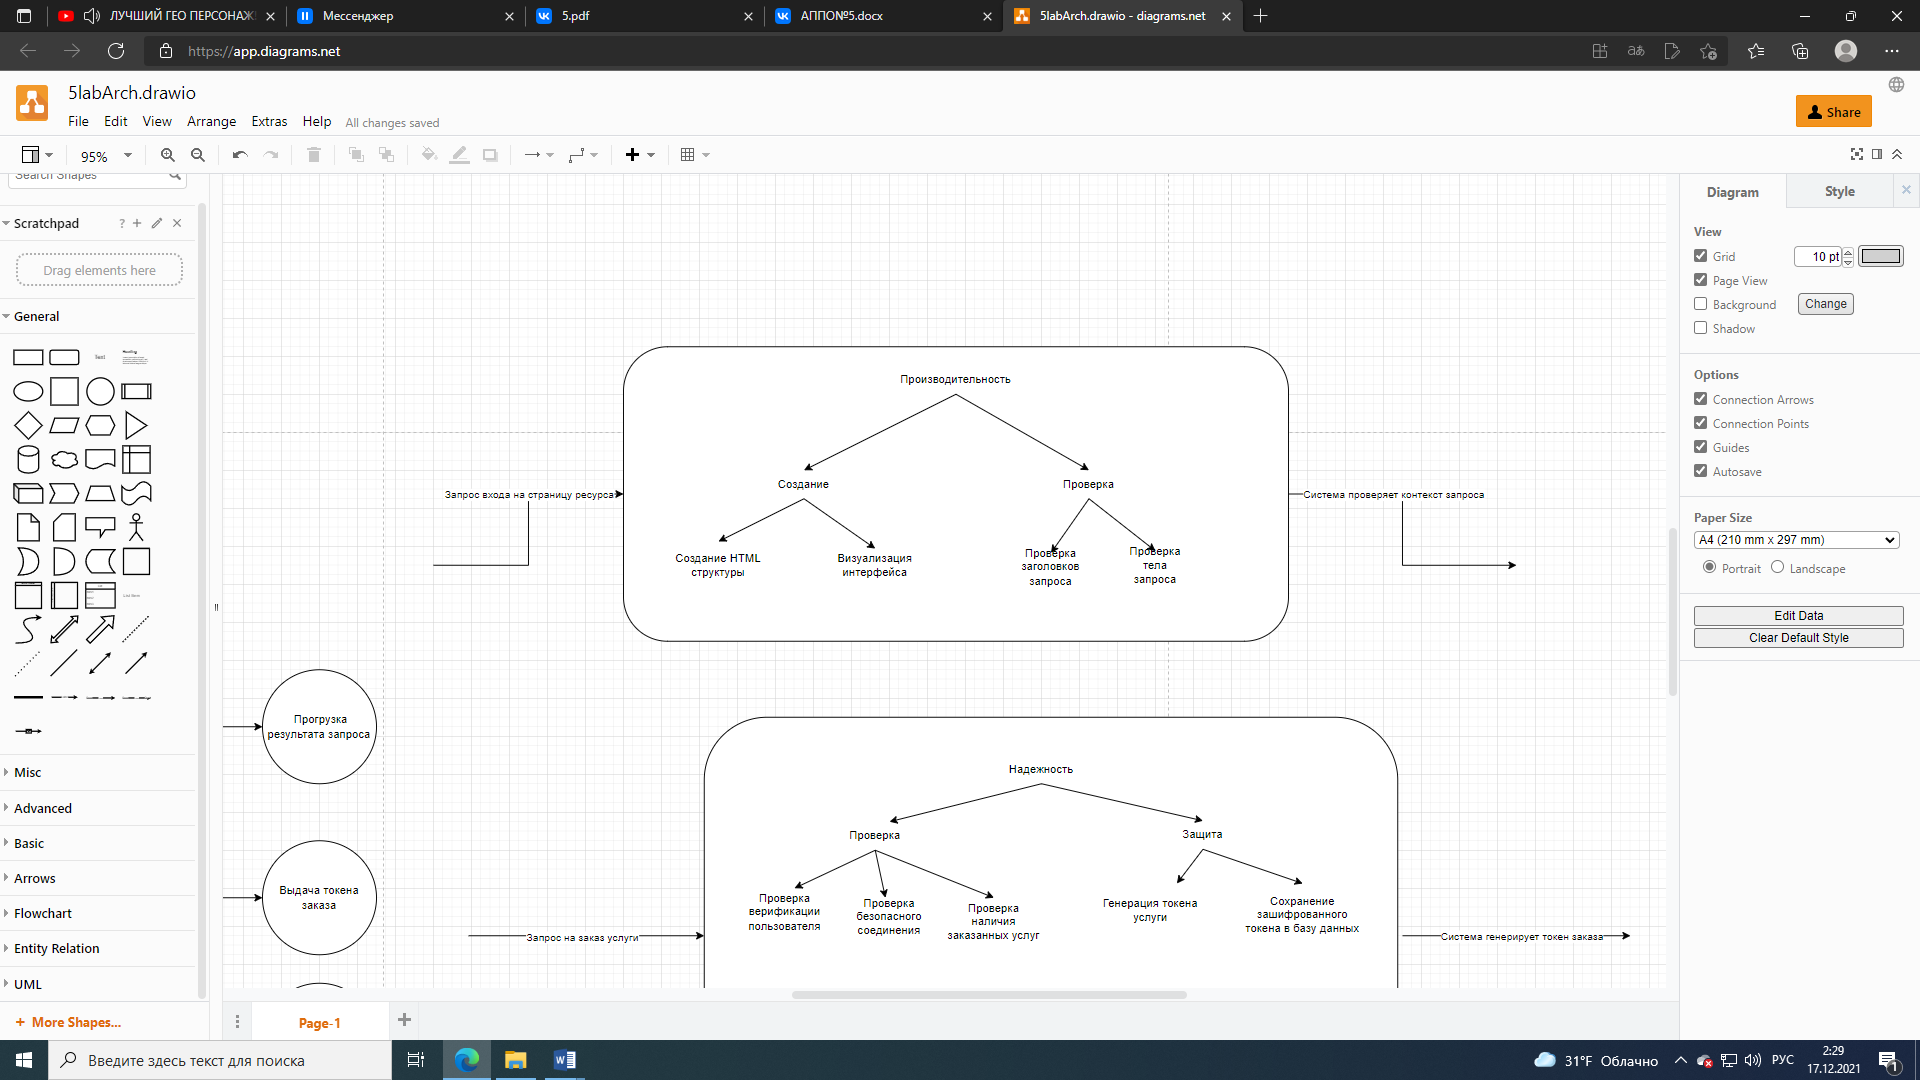 ЛУЧШИЙ ГЕО ПЕРСОНАЖ
Мессенджер
5.pdf
АППО№5.docx
5labArch.drawio - diagrams.net
https://app.diagrams.net
5labArch.drawio
File Edit View Arrange Extras Help All changes saved
Share
95%
Search Shapes
Scratchpad
Drag elements here
General
Misc
Advanced
Basic
Arrows
Flowchart
Entity Relation
UML
+ More Shapes...
Производительность
Создание
Проверка
Создание HTML
структуры
Визуализация
интерфейса
Проверка
заголовков
запроса
Проверка
тела
запроса
Запрос входа на страницу ресурса
Система проверяет контекст запроса
Прогрузка
результата запроса
Выдача токена
заказа
Надежность
Проверка
Защита
Проверка
верификации
пользователя
Проверка
безопасного
соединения
Проверка
наличия
заказанных услуг
Генерация токена
услуги
Сохранение
зашифрованного
токена в базу данных
Запрос на заказ услуги
Система генерирует токен заказа
Page-1
Diagram
Style
View
Grid
10 pt
Page View
Background
Change
Shadow
Options
Connection Arrows
Connection Points
Guides
Autosave
Paper Size
A4 (210 mm x 297 mm)
Portrait
Landscape
Edit Data
Clear Default Style
Введите здесь текст для поиска
31°F Облачно
РУС
2:29
17.12.2021
1